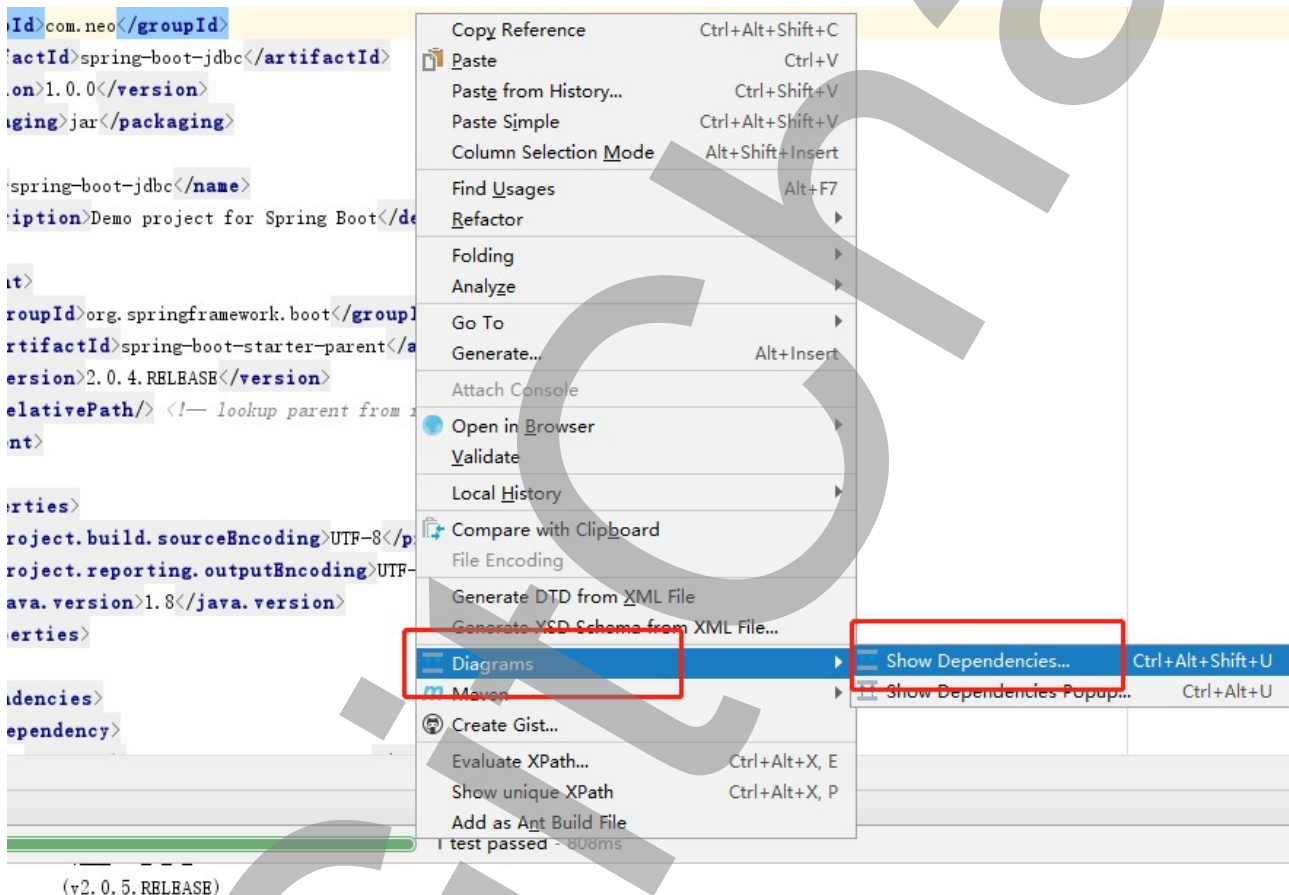 pId>com.neo</groupId>
factId>spring-boot-jdbc</artifactId>
on>1.0.0</version>
ging>jar</packaging>
spring-boot-jdbc</name>
iption>Demo project for Spring Boot</de
nt>
roupId>org.springframework.boot</groupI
rtifactId>spring-boot-starter-parent</a
ersion>2.0.4.RELEASE</version>
elativePath/> <!-- lookup parent from r
nt>
erties>
roject.build.sourceEncoding>UTF-8</p
roject.reporting.outputEncoding>UTF-
ava.version>1.8</java.version>
erties>
ndencies>
ependency>
Copy Reference Ctrl+Alt+Shift+C
Paste Ctrl+V
Paste from History... Ctrl+Shift+V
Paste Simple Ctrl+Alt+Shift+V
Column Selection Mode Alt+Shift+Insert
Find Usages Alt+F7
Refactor
Folding
Analyze
Go To
Generate... Alt+Insert
Attach Console
Open in Browser
Validate
Local History
Compare with Clipboard
File Encoding
Generate DTD from XML File
Generate XSD Schema from XML File...
Diagrams
Maven
Create Gist...
Evaluate XPath... Ctrl+Alt+X, E
Show unique XPath Ctrl+Alt+X, P
Add as Ant Build File
Show Dependencies... Ctrl+Alt+Shift+U
Show Dependencies Popup... Ctrl+Alt+U
1 test passed - 808ms
(v2.0.5.RELEASE)